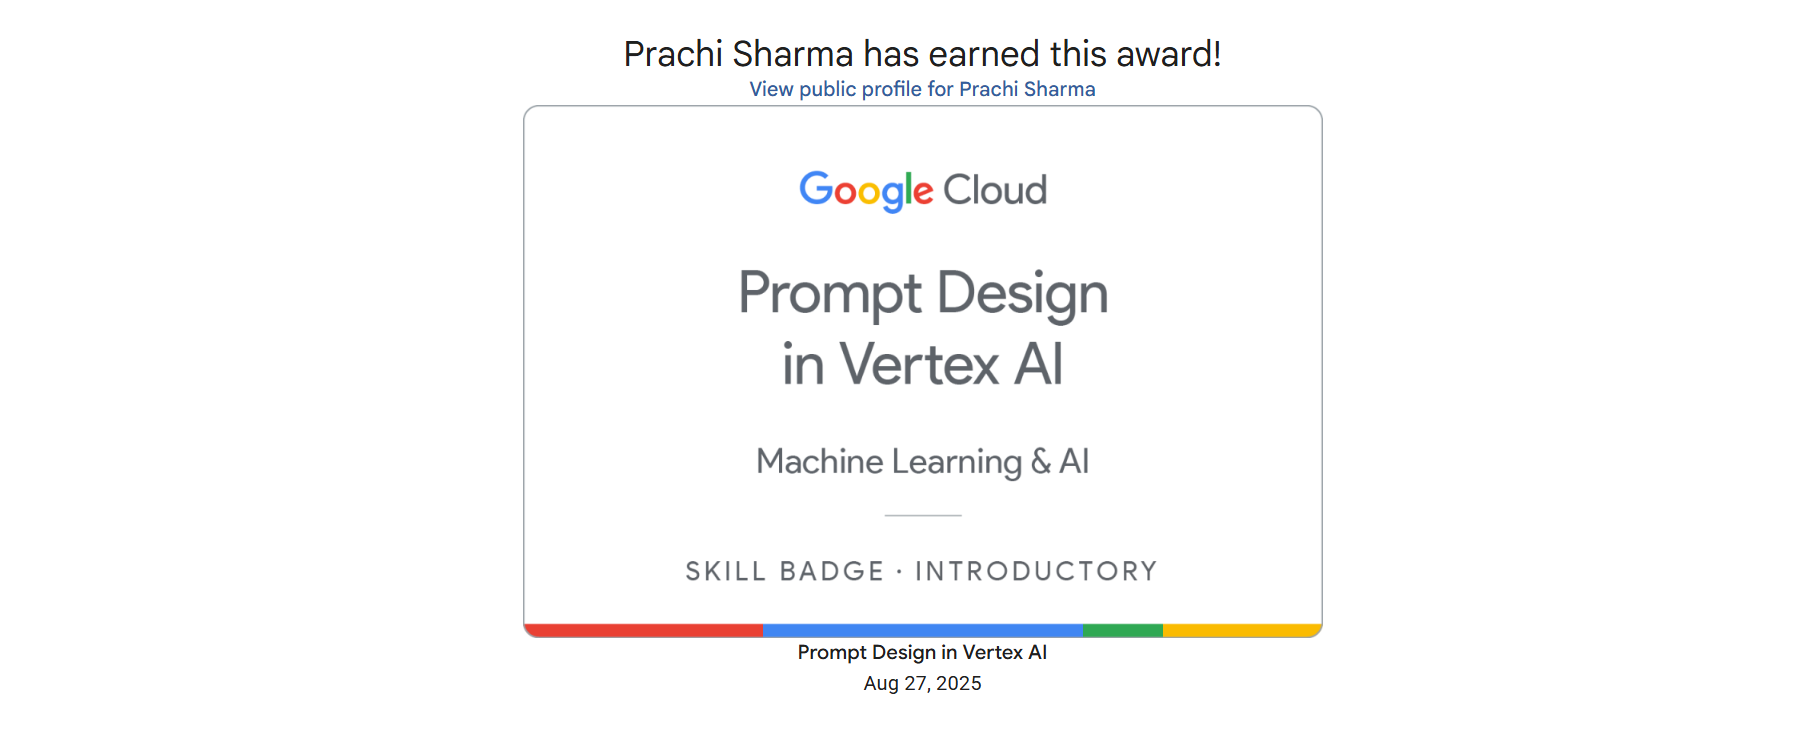 Prachi Sharma has earned this award!
View public profile for Prachi Sharma
Google Cloud
Prompt Design
in Vertex AI
Machine Learning & AI
SKILL BADGE · INTRODUCTORY
Prompt Design in Vertex AI
Aug 27, 2025